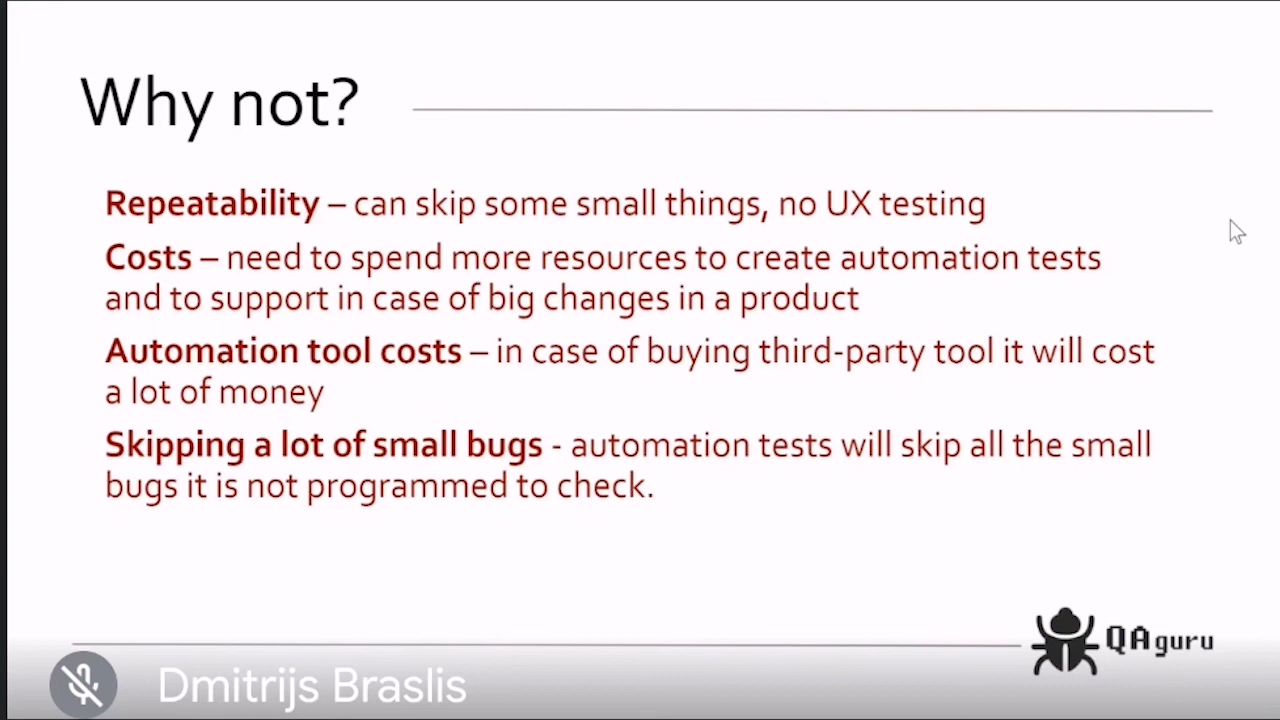 Why not?
Repeatability – can skip some small things, no UX testing
Costs – need to spend more resources to create automation tests
and to support in case of big changes in a product
Automation tool costs – in case of buying third-party tool it will cost
a lot of money
Skipping a lot of small bugs - automation tests will skip all the small
bugs it is not programmed to check.
QAguru
Dmitrijs Braslis